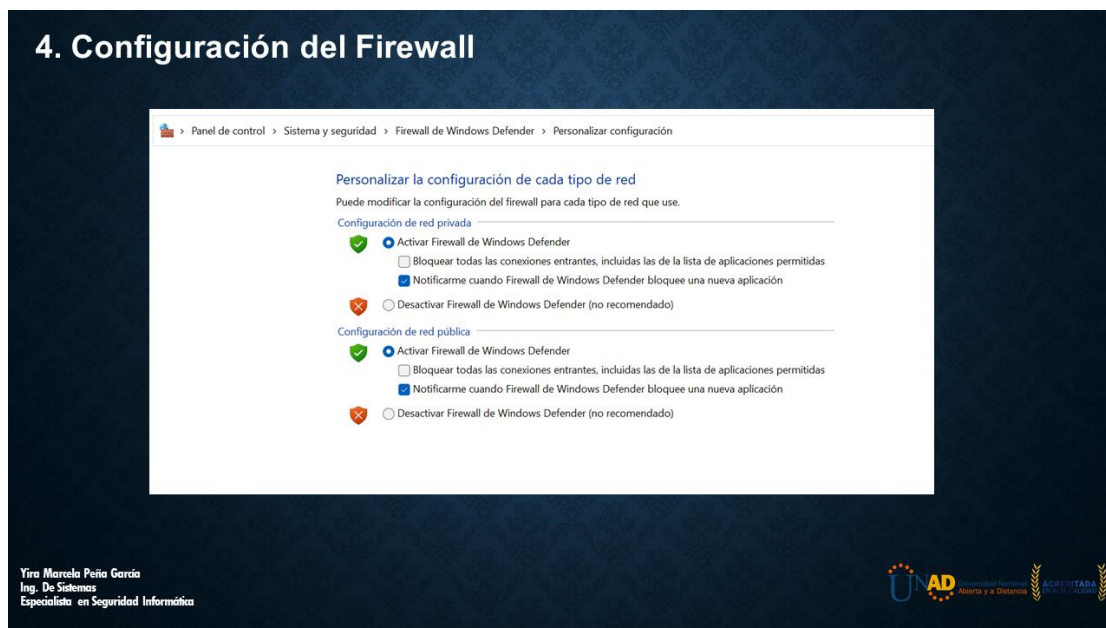 4. Configuración del Firewall
> Panel de control > Sistema y seguridad > Firewall de Windows Defender > Personalizar configuración
Personalizar la configuración de cada tipo de red
Puede modificar la configuración del firewall para cada tipo de red que use.
Configuración de red privada
Activar Firewall de Windows Defender
Bloquear todas las conexiones entrantes, incluidas las de la lista de aplicaciones permitidas
Notificarme cuando Firewall de Windows Defender bloquee una nueva aplicación
Desactivar Firewall de Windows Defender (no recomendado)
Configuración de red pública
Activar Firewall de Windows Defender
Bloquear todas las conexiones entrantes, incluidas las de la lista de aplicaciones permitidas
Notificarme cuando Firewall de Windows Defender bloquee una nueva aplicación
Desactivar Firewall de Windows Defender (no recomendado)
Yira Marcela Peña García
Ing. De Sistemas
Especialista en Seguridad Informática
UNAD
Universidad Nacional
Abierta y a Distancia
ACREDITADA
EN ALTA CALIDAD